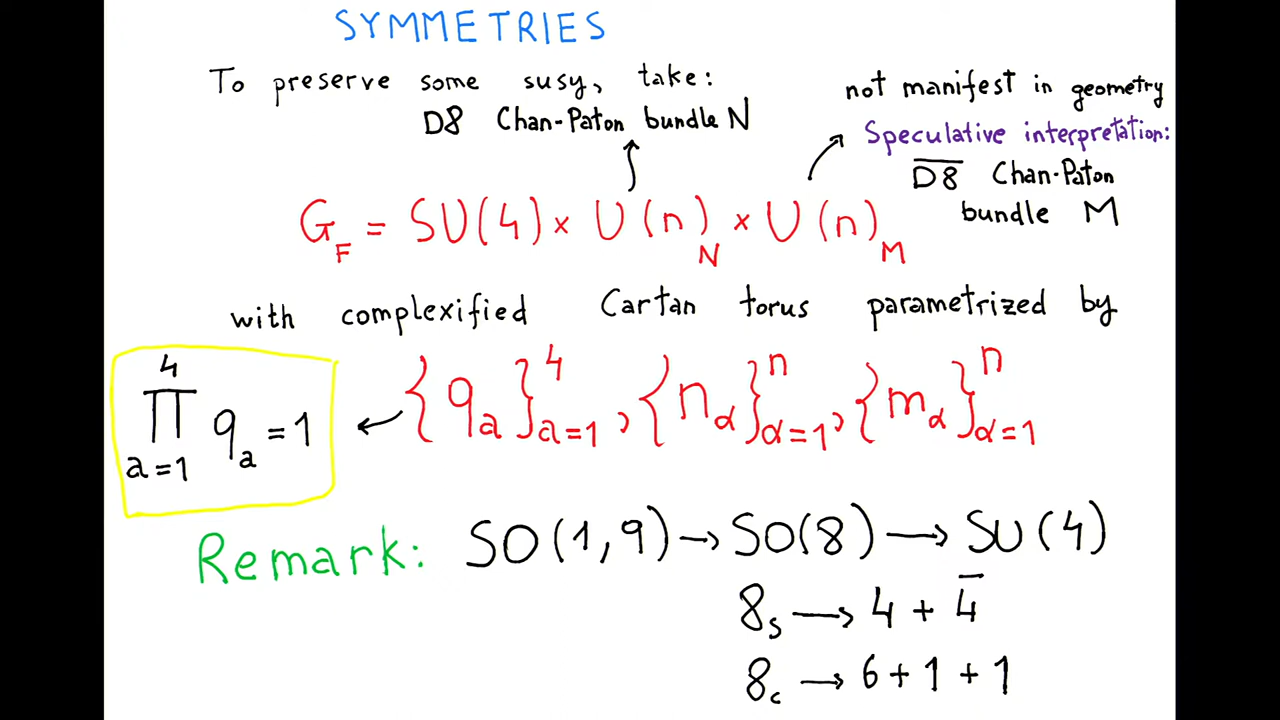 SYMMETRIES
To preserve some susy, take:
D8 Chan-Paton bundle N
not manifest in geometry
Speculative interpretation:
\overline{D8} Chan-Paton
bundle M
G_F = SU(4) × U(n)_N × U(n)_M
with complexified Cartan torus parametrized by
{q_a}_{a=1}^4, {n_α}_{α=1}^n, {m_α}_{α=1}^n
∏_{a=1}^4 q_a = 1
Remark: SO(1,9) → SO(8) → SU(4)
8_s → 4 + \overline{4}
8_c → 6 + 1 + 1